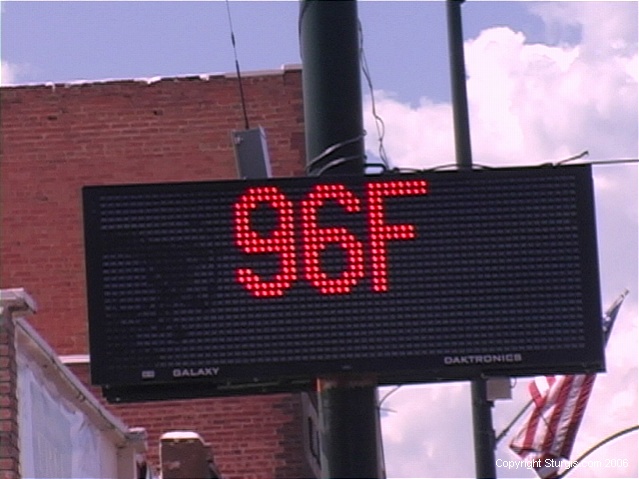 96F
GALAXY DAKTRONICS
Copyright Sturgis.com 2006